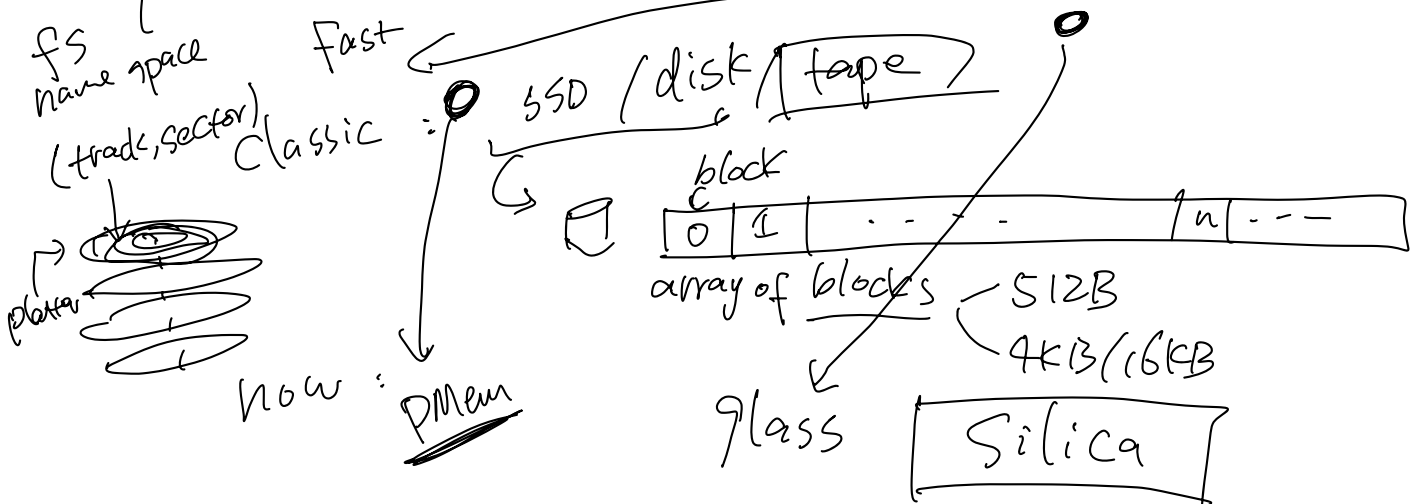 fs
name space
Fast
SSD / disk / tape
(track, sector)
Classic :
block
0 1 . - - - n - - -
array of blocks
512B
4KB/16KB
platter
now : PMem
glass
Silica